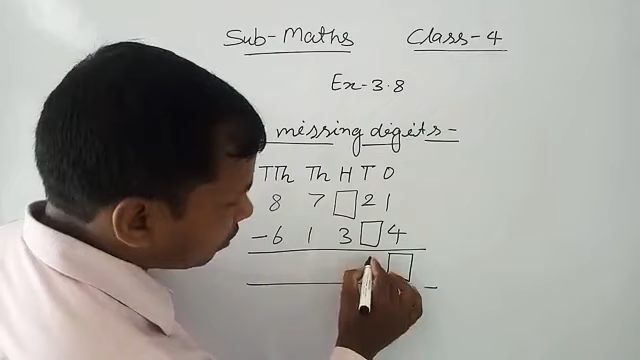 Sub-Maths Class-4
Ex-3.8
missing digits-
TTh Th H T O
8 7 □ 2 1
-6 1 3 □ 4
□